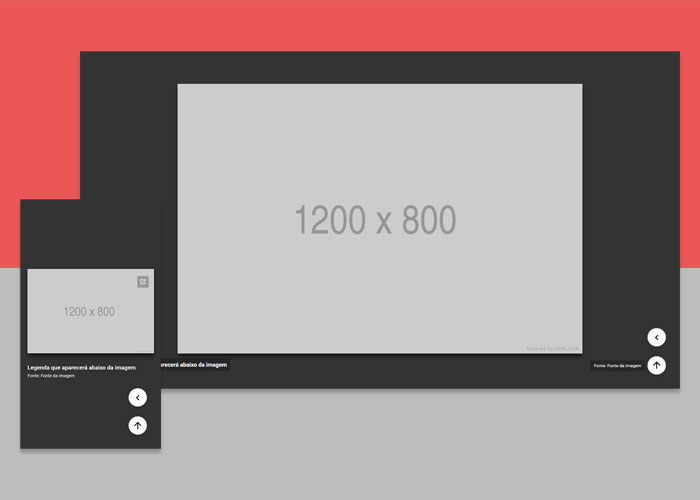 1200 x 800
Powered by HTML.COM
arecerá abaixo da imagem
Fonte: Fonte da imagem
1200 x 800
Legenda que aparecerá abaixo da imagem
Fonte: Fonte da imagem